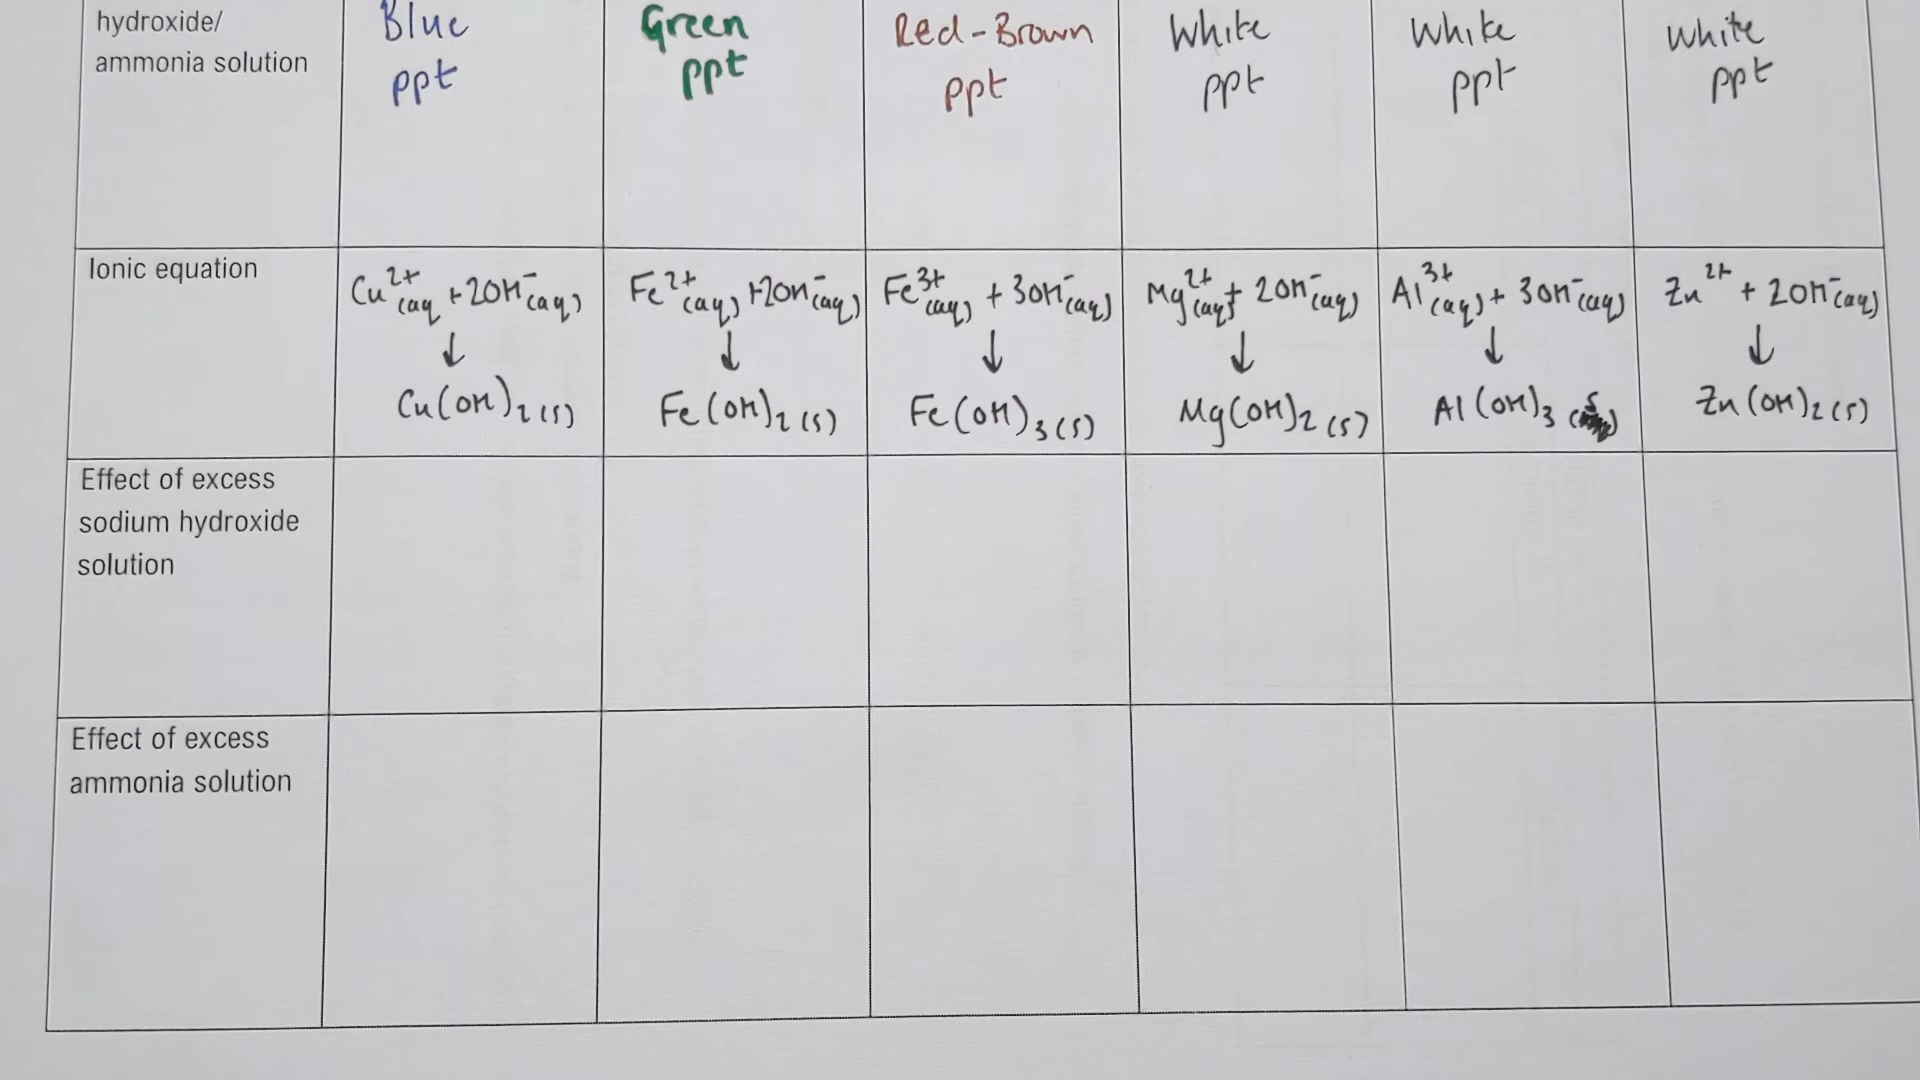 hydroxide/
ammonia solution
Blue
ppt
Green
ppt
Red-Brown
ppt
White
ppt
White
ppt
White
ppt
Ionic equation
Cu²⁺(aq + 2OH⁻(aq)
↓
Cu(OH)₂(s)
Fe²⁺(aq) + 2OH⁻(aq)
↓
Fe(OH)₂(s)
Fe³⁺(aq) + 3OH⁻(aq)
↓
Fe(OH)₃(s)
Mg²⁺(aq) + 2OH⁻(aq)
↓
Mg(OH)₂(s)
Al³⁺(aq) + 3OH⁻(aq)
↓
Al(OH)₃(s)
Zn²⁺ + 2OH⁻(aq)
↓
Zn(OH)₂(s)
Effect of excess
sodium hydroxide
solution
Effect of excess
ammonia solution